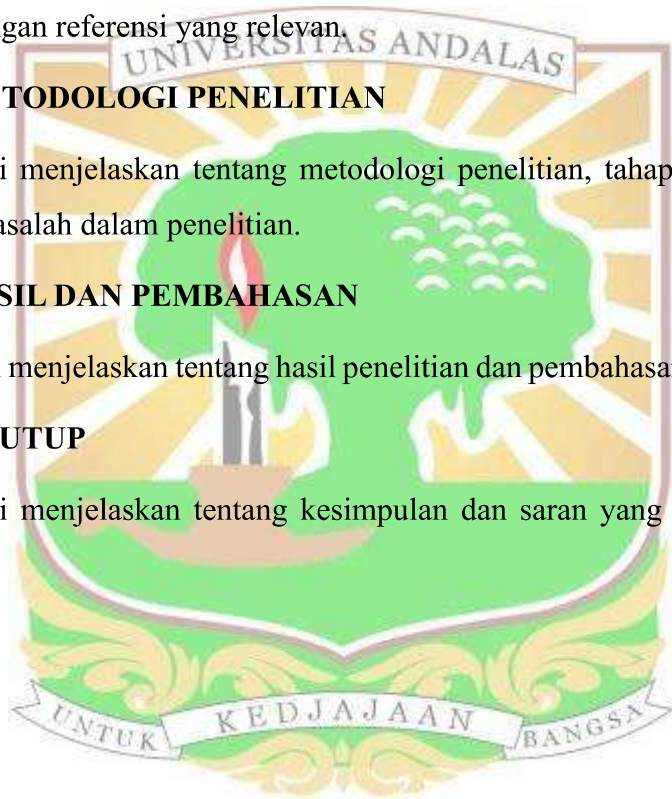 gan referensi yang relevan.
UNIVERSITAS ANDALAS
TODOLOGI PENELITIAN
i menjelaskan tentang metodologi penelitian, tahap
asalah dalam penelitian.
SIL DAN PEMBAHASAN
menjelaskan tentang hasil penelitian dan pembahasa
UTUP
i menjelaskan tentang kesimpulan dan saran yang
UNTUK KEDJAJAAN BANGSA